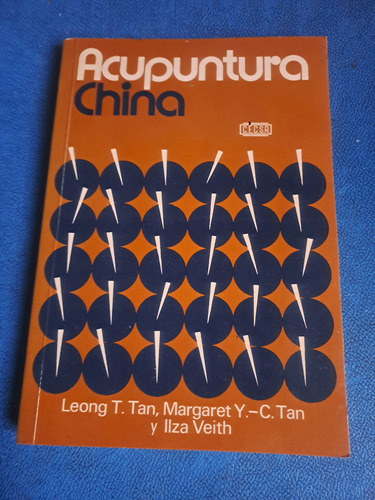 Acupuntura
China
CECSA
Leong T. Tan, Margaret Y.-C. Tan
y Ilza Veith